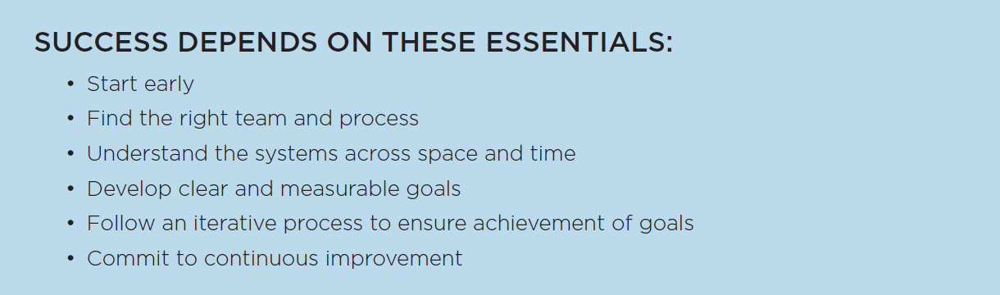 SUCCESS DEPENDS ON THESE ESSENTIALS:
• Start early
• Find the right team and process
• Understand the systems across space and time
• Develop clear and measurable goals
• Follow an iterative process to ensure achievement of goals
• Commit to continuous improvement